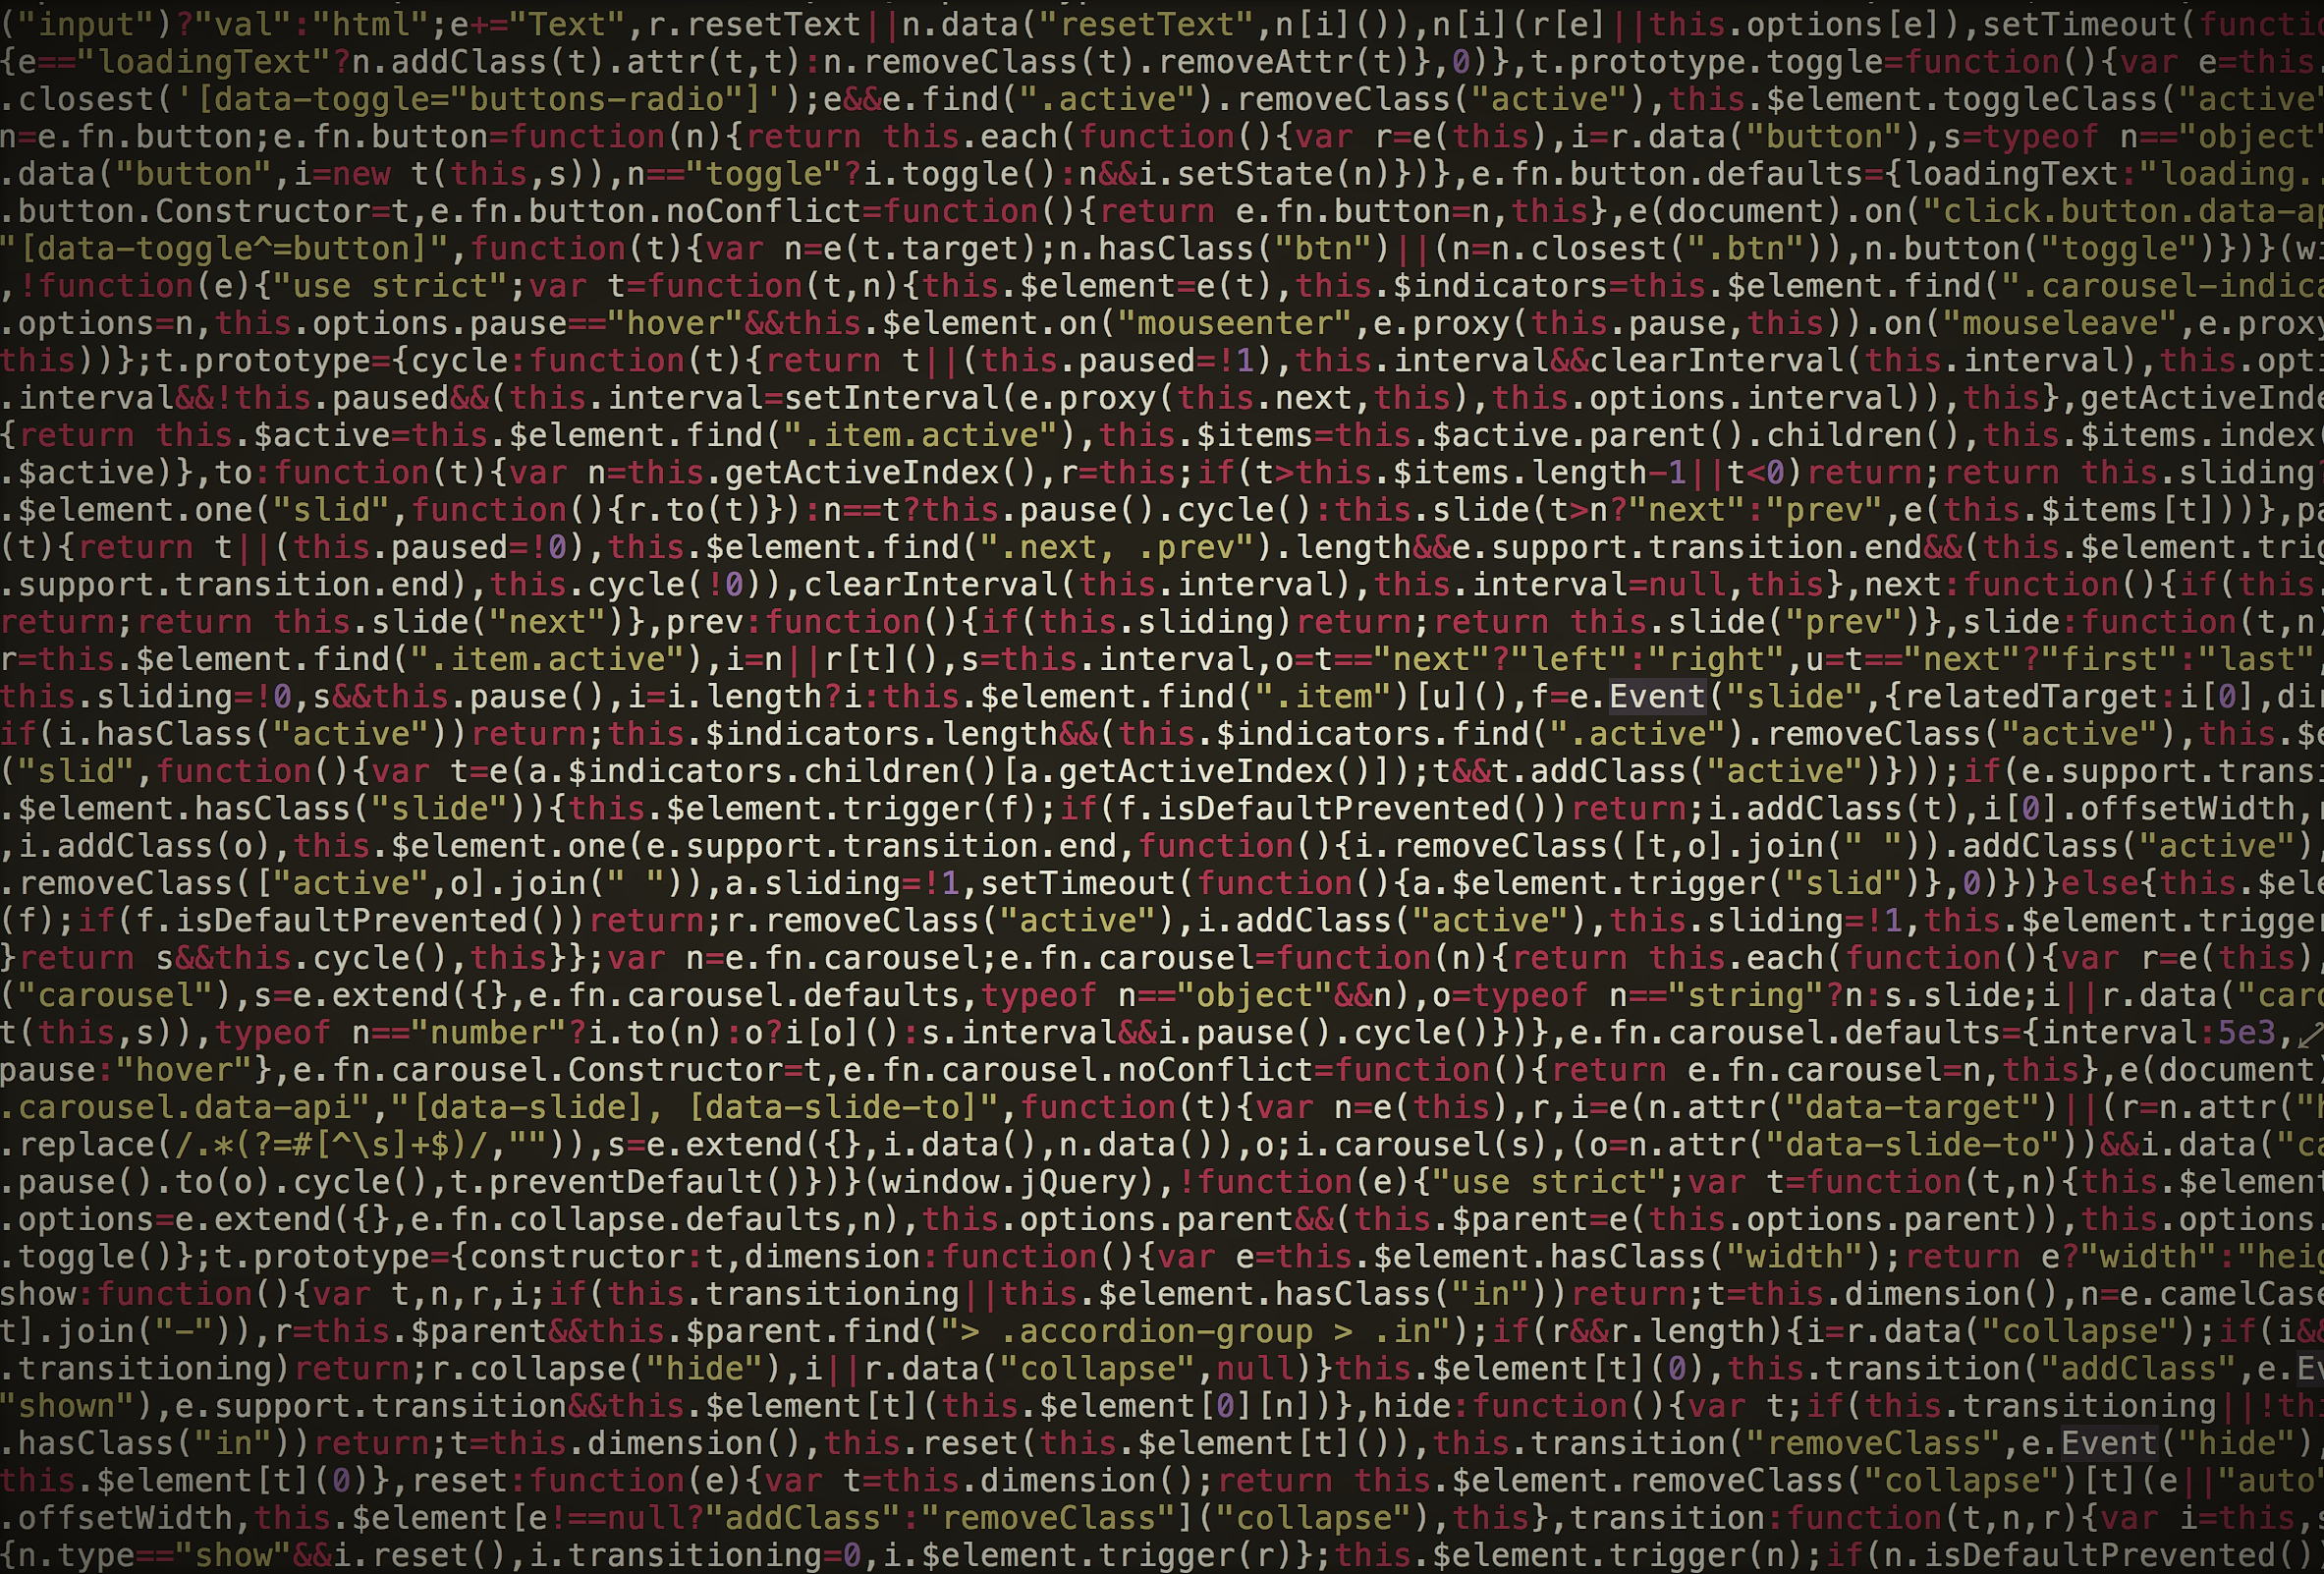 ("input")?"val":"html";e+="Text",r.resetText||n.data("resetText",n[i]()),n[i](r[e]||this.options[e]),setTimeout(functi
{e=="loadingText"?n.addClass(t).attr(t,t):n.removeClass(t).removeAttr(t)},0)},t.prototype.toggle=function(){var e=this.
.closest('[data-toggle="buttons-radio"]');e&&e.find(".active").removeClass("active"),this.$element.toggleClass("active"
n=e.fn.button;e.fn.button=function(n){return this.each(function(){var r=e(this),i=r.data("button"),s=typeof n=="object"
.data("button",i=new t(this,s)),n=="toggle"?i.toggle():n&&i.setState(n)})},e.fn.button.defaults={loadingText:"loading..
.button.Constructor=t,e.fn.button.noConflict=function(){return e.fn.button=n,this},e(document).on("click.button.data-ap
"[data-toggle^=button]",function(t){var n=e(t.target);n.hasClass("btn")||(n=n.closest(".btn")),n.button("toggle")})}(wi
,!function(e){"use strict";var t=function(t,n){this.$element=e(t),this.$indicators=this.$element.find(".carousel-indica
.options=n,this.options.pause=="hover"&&this.$element.on("mouseenter",e.proxy(this.pause,this)).on("mouseleave",e.proxy
this))};t.prototype={cycle:function(t){return t||(this.paused=!1),this.interval&&clearInterval(this.interval),this.opti
.interval&&!this.paused&&(this.interval=setInterval(e.proxy(this.next,this),this.options.interval)),this},getActiveInde
{return this.$active=this.$element.find(".item.active"),this.$items=this.$active.parent().children(),this.$items.index(
.$active)},to:function(t){var n=this.getActiveIndex(),r=this;if(t>this.$items.length-1||t<0)return;return this.sliding?
.$element.one("slid",function(){r.to(t)}):n==t?this.pause().cycle():this.slide(t>n?"next":"prev",e(this.$items[t]))},pa
(t){return t||(this.paused=!0),this.$element.find(".next, .prev").length&&e.support.transition.end&&(this.$element.trig
.support.transition.end),this.cycle(!0)),clearInterval(this.interval),this.interval=null,this},next:function(){if(this.
return;return this.slide("next")},prev:function(){if(this.sliding)return;return this.slide("prev")},slide:function(t,n)
r=this.$element.find(".item.active"),i=n||r[t](),s=this.interval,o=t=="next"?"left":"right",u=t=="next"?"first":"last",
this.sliding=!0,s&&this.pause(),i=i.length?i:this.$element.find(".item")[u](),f=e.Event("slide",{relatedTarget:i[0],di
if(i.hasClass("active"))return;this.$indicators.length&&(this.$indicators.find(".active").removeClass("active"),this.$e
("slid",function(){var t=e(a.$indicators.children()[a.getActiveIndex()]);t&&t.addClass("active")}));if(e.support.transi
.$element.hasClass("slide")){this.$element.trigger(f);if(f.isDefaultPrevented())return;i.addClass(t),i[0].offsetWidth,
,i.addClass(o),this.$element.one(e.support.transition.end,function(){i.removeClass([t,o].join(" ")).addClass("active"),
.removeClass(["active",o].join(" ")),a.sliding=!1,setTimeout(function(){a.$element.trigger("slid")},0)})}else{this.$ele
(f);if(f.isDefaultPrevented())return;r.removeClass("active"),i.addClass("active"),this.sliding=!1,this.$element.trigger
}return s&&this.cycle(),this}};var n=e.fn.carousel;e.fn.carousel=function(n){return this.each(function(){var r=e(this),
("carousel"),s=e.extend({},e.fn.carousel.defaults,typeof n=="object"&&n),o=typeof n=="string"?n:s.slide;i||r.data("caro
t(this,s)),typeof n=="number"?i.to(n):o?i[o]():s.interval&&i.pause().cycle()})},e.fn.carousel.defaults={interval:5e3,
pause:"hover"},e.fn.carousel.Constructor=t,e.fn.carousel.noConflict=function(){return e.fn.carousel=n,this},e(document)
.carousel.data-api","[data-slide], [data-slide-to]",function(t){var n=e(this),r,i=e(n.attr("data-target")||(r=n.attr("h
.replace(/.*(?=#[^\s]+$)/,"")),s=e.extend({},i.data(),n.data()),o;i.carousel(s),(o=n.attr("data-slide-to"))&&i.data("ca
.pause().to(o).cycle(),t.preventDefault()})}(window.jQuery),!function(e){"use strict";var t=function(t,n){this.$element
.options=e.extend({},e.fn.collapse.defaults,n),this.options.parent&&(this.$parent=e(this.options.parent)),this.options.
.toggle()};t.prototype={constructor:t,dimension:function(){var e=this.$element.hasClass("width");return e?"width":"heig
show:function(){var t,n,r,i;if(this.transitioning||this.$element.hasClass("in"))return;t=this.dimension(),n=e.camelCase
t].join("-")),r=this.$parent&&this.$parent.find("> .accordion-group > .in");if(r&&r.length){i=r.data("collapse");if(i&&
.transitioning)return;r.collapse("hide"),i||r.data("collapse",null)}this.$element[t](0),this.transition("addClass",e.Ev
"shown"),e.support.transition&&this.$element[t](this.$element[0][n])},hide:function(){var t;if(this.transitioning||!thi
.hasClass("in"))return;t=this.dimension(),this.reset(this.$element[t]()),this.transition("removeClass",e.Event("hide"),
this.$element[t](0)},reset:function(e){var t=this.dimension();return this.$element.removeClass("collapse")[t](e||"auto"
.offsetWidth,this.$element[e!==null?"addClass":"removeClass"]("collapse"),this},transition:function(t,n,r){var i=this,s
{n.type=="show"&&i.reset(),i.transitioning=0,i.$element.trigger(r)};this.$element.trigger(n);if(n.isDefaultPrevented())